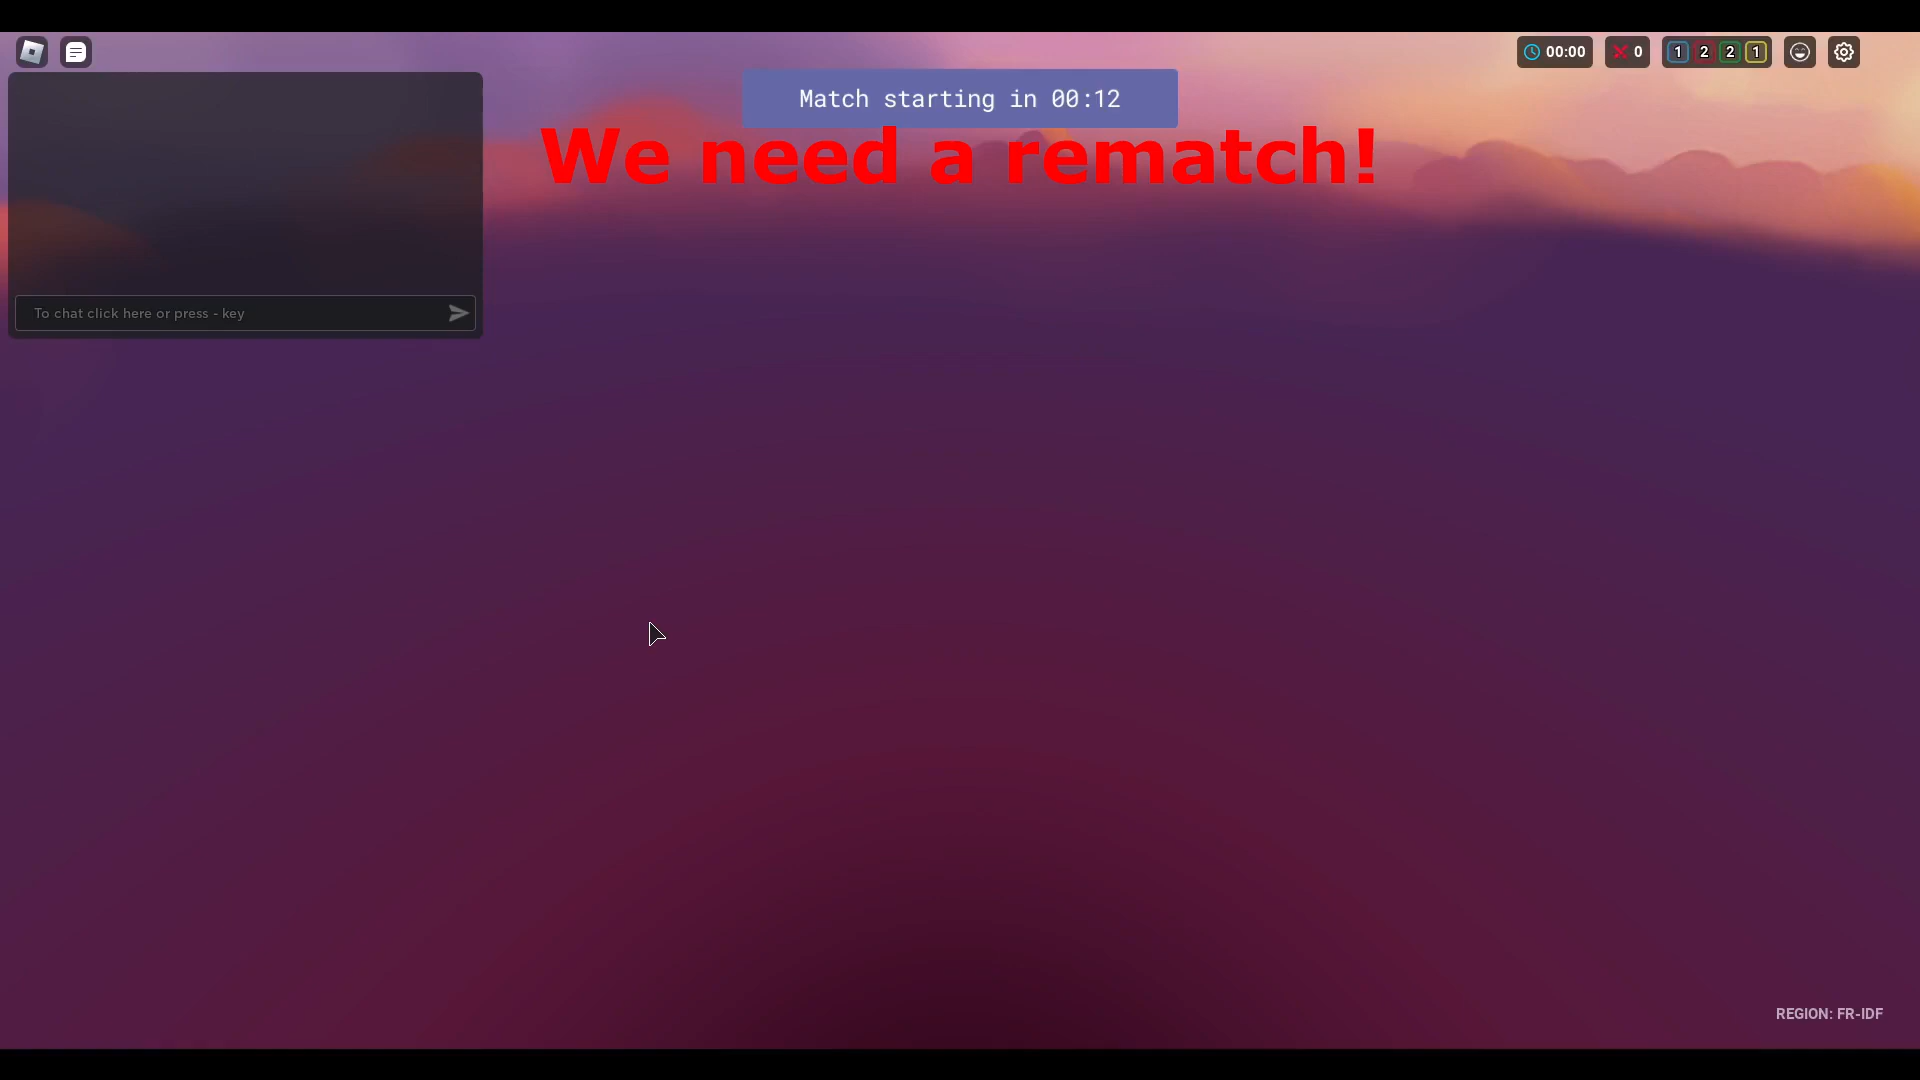 00:00
0
1 2 2 1
Match starting in 00:12
We need a rematch!
To chat click here or press - key
REGION: FR-IDF